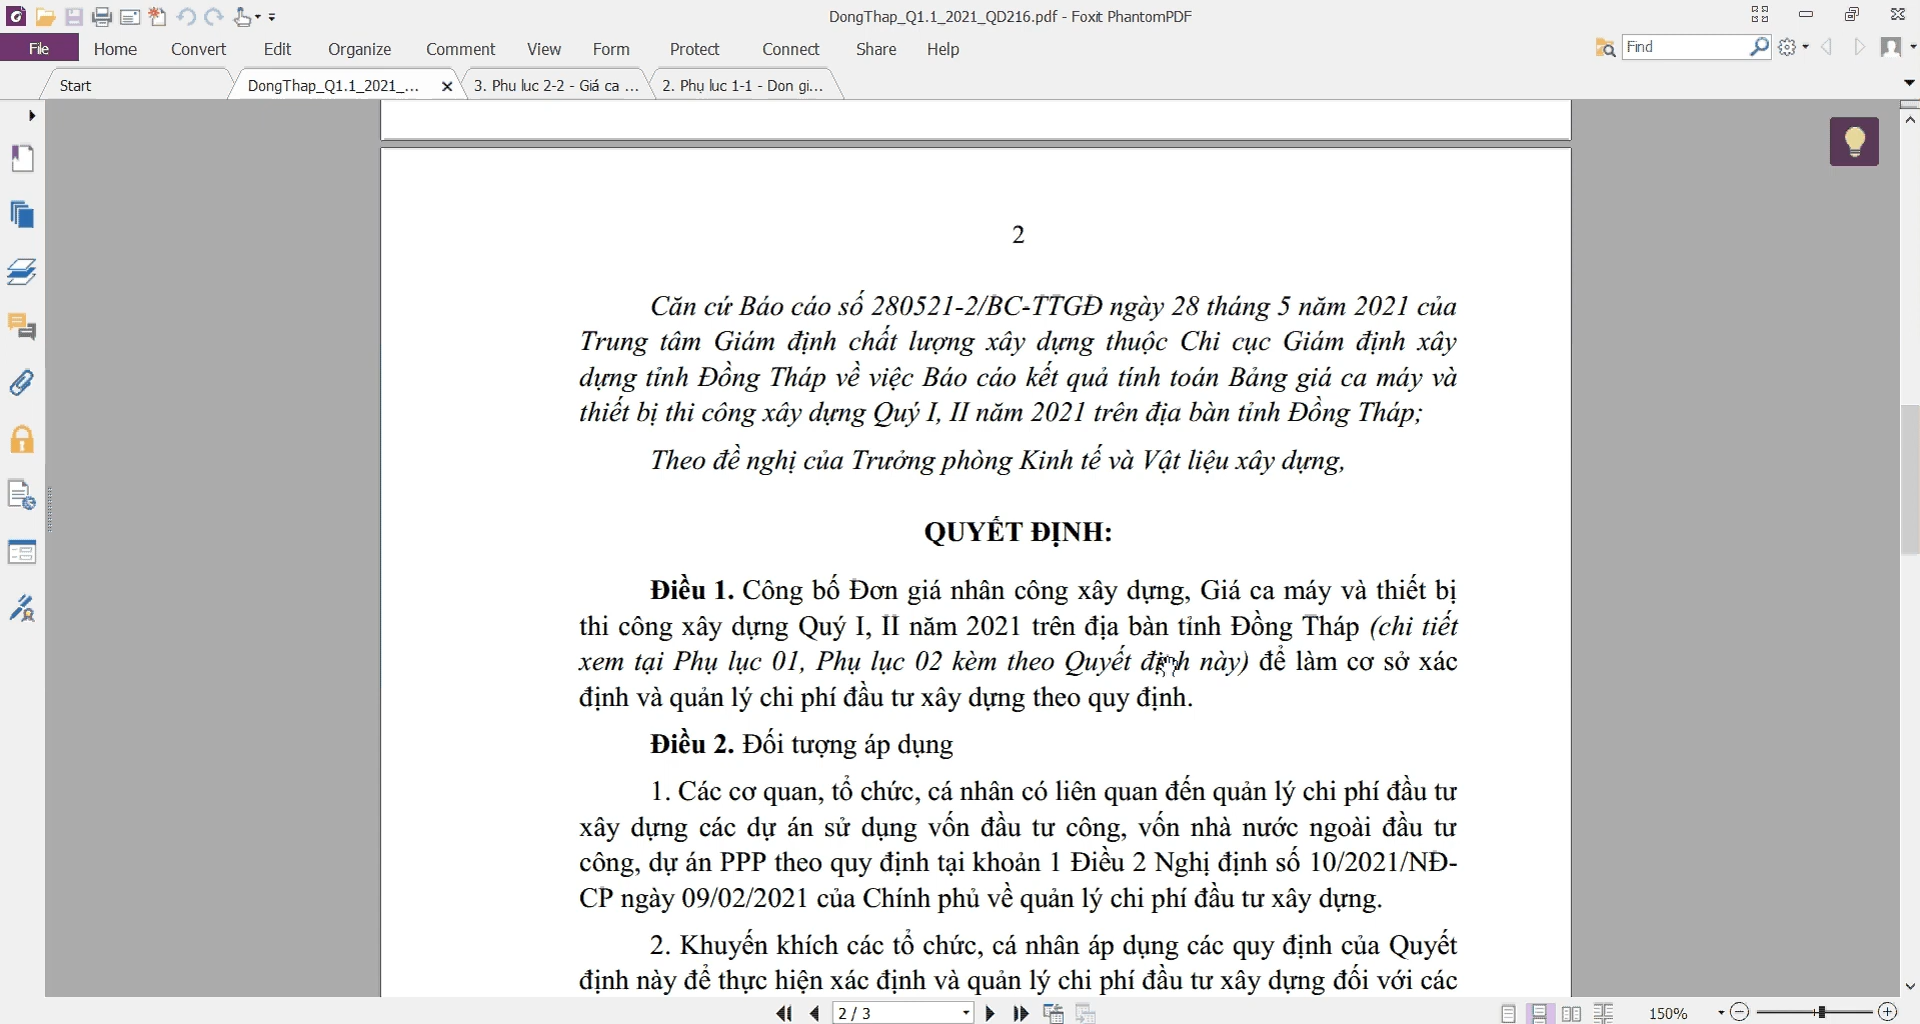 DongThap_Q1.1_2021_QD216.pdf - Foxit PhantomPDF
File Home Convert Edit Organize Comment View Form Protect Connect Share Help
Find
Start
DongThap_Q1.1_2021_...
3. Phu luc 2-2 - Giá ca ...
2. Phụ luc 1-1 - Don gi...
2
Căn cứ Báo cáo số 280521-2/BC-TTGĐ ngày 28 tháng 5 năm 2021 của
Trung tâm Giám định chất lượng xây dựng thuộc Chi cục Giám định xây
dựng tỉnh Đồng Tháp về việc Báo cáo kết quả tính toán Bảng giá ca máy và
thiết bị thi công xây dựng Quý I, II năm 2021 trên địa bàn tỉnh Đồng Tháp;
Theo đề nghị của Trưởng phòng Kinh tế và Vật liệu xây dựng,
QUYẾT ĐỊNH:
Điều 1. Công bố Đơn giá nhân công xây dựng, Giá ca máy và thiết bị
thi công xây dựng Quý I, II năm 2021 trên địa bàn tỉnh Đồng Tháp (chi tiết
xem tại Phụ lục 01, Phụ lục 02 kèm theo Quyết định này) để làm cơ sở xác
định và quản lý chi phí đầu tư xây dựng theo quy định.
Điều 2. Đối tượng áp dụng
1. Các cơ quan, tổ chức, cá nhân có liên quan đến quản lý chi phí đầu tư
xây dựng các dự án sử dụng vốn đầu tư công, vốn nhà nước ngoài đầu tư
công, dự án PPP theo quy định tại khoản 1 Điều 2 Nghị định số 10/2021/NĐ-
CP ngày 09/02/2021 của Chính phủ về quản lý chi phí đầu tư xây dựng.
2. Khuyến khích các tổ chức, cá nhân áp dụng các quy định của Quyết
định này để thực hiện xác định và quản lý chi phí đầu tư xây dựng đối với các
2 / 3
150%